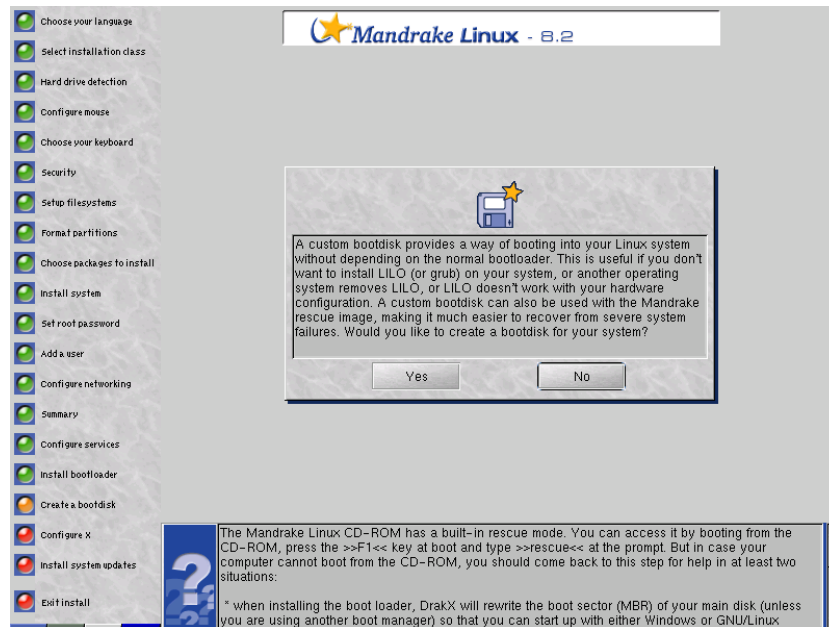 Choose your language
Select installation class
Hard drive detection
Configure mouse
Choose your keyboard
Security
Setup filesystems
Format partitions
Choose packages to install
Install system
Set root password
Add a user
Configure networking
Summary
Configure services
Install bootloader
Create a bootdisk
Configure X
Install system updates
Exit install
Mandrake Linux - 8.2
A custom bootdisk provides a way of booting into your Linux system
without depending on the normal bootloader. This is useful if you don't
want to install LILO (or grub) on your system, or another operating
system removes LILO, or LILO doesn't work with your hardware
configuration. A custom bootdisk can also be used with the Mandrake
rescue image, making it much easier to recover from severe system
failures. Would you like to create a bootdisk for your system?
Yes
No
The Mandrake Linux CD-ROM has a built-in rescue mode. You can access it by booting from the
CD-ROM, press the >>F1<< key at boot and type >>rescue<< at the prompt. But in case your
computer cannot boot from the CD-ROM, you should come back to this step for help in at least two
situations:
* when installing the boot loader, DrakX will rewrite the boot sector (MBR) of your main disk (unless
you are using another boot manager) so that you can start up with either Windows or GNU/Linux